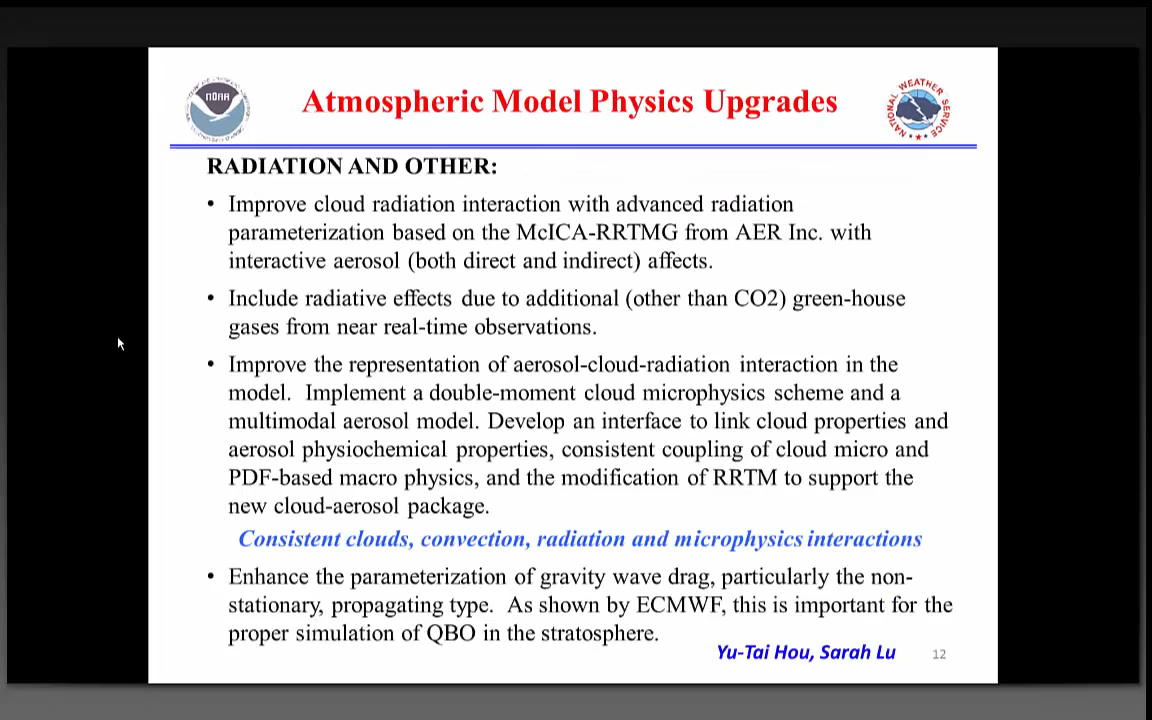 NOAA
Atmospheric Model Physics Upgrades
NATIONAL WEATHER SERVICE
RADIATION AND OTHER:
• Improve cloud radiation interaction with advanced radiation
parameterization based on the McICA-RRTMG from AER Inc. with
interactive aerosol (both direct and indirect) affects.
• Include radiative effects due to additional (other than CO2) green-house
gases from near real-time observations.
• Improve the representation of aerosol-cloud-radiation interaction in the
model. Implement a double-moment cloud microphysics scheme and a
multimodal aerosol model. Develop an interface to link cloud properties and
aerosol physiochemical properties, consistent coupling of cloud micro and
PDF-based macro physics, and the modification of RRTM to support the
new cloud-aerosol package.
Consistent clouds, convection, radiation and microphysics interactions
• Enhance the parameterization of gravity wave drag, particularly the non-
stationary, propagating type. As shown by ECMWF, this is important for the
proper simulation of QBO in the stratosphere.
Yu-Tai Hou, Sarah Lu
12